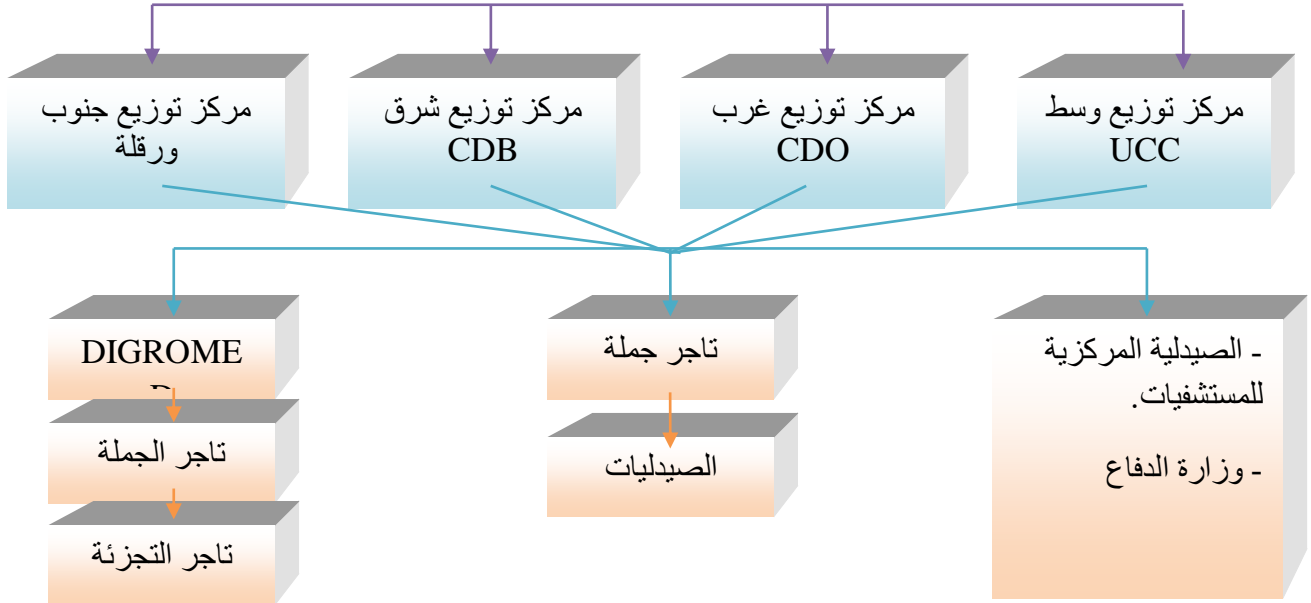 مركز توزيع وسط
UCC
مركز توزيع غرب
CDO
مركز توزيع شرق
CDB
مركز توزيع جنوب
ورقلة
- الصيدلية المركزية
للمستشفيات.
- وزارة الدفاع
تاجر جملة
الصيدليات
DIGROME
تاجر الجملة
تاجر التجزئة